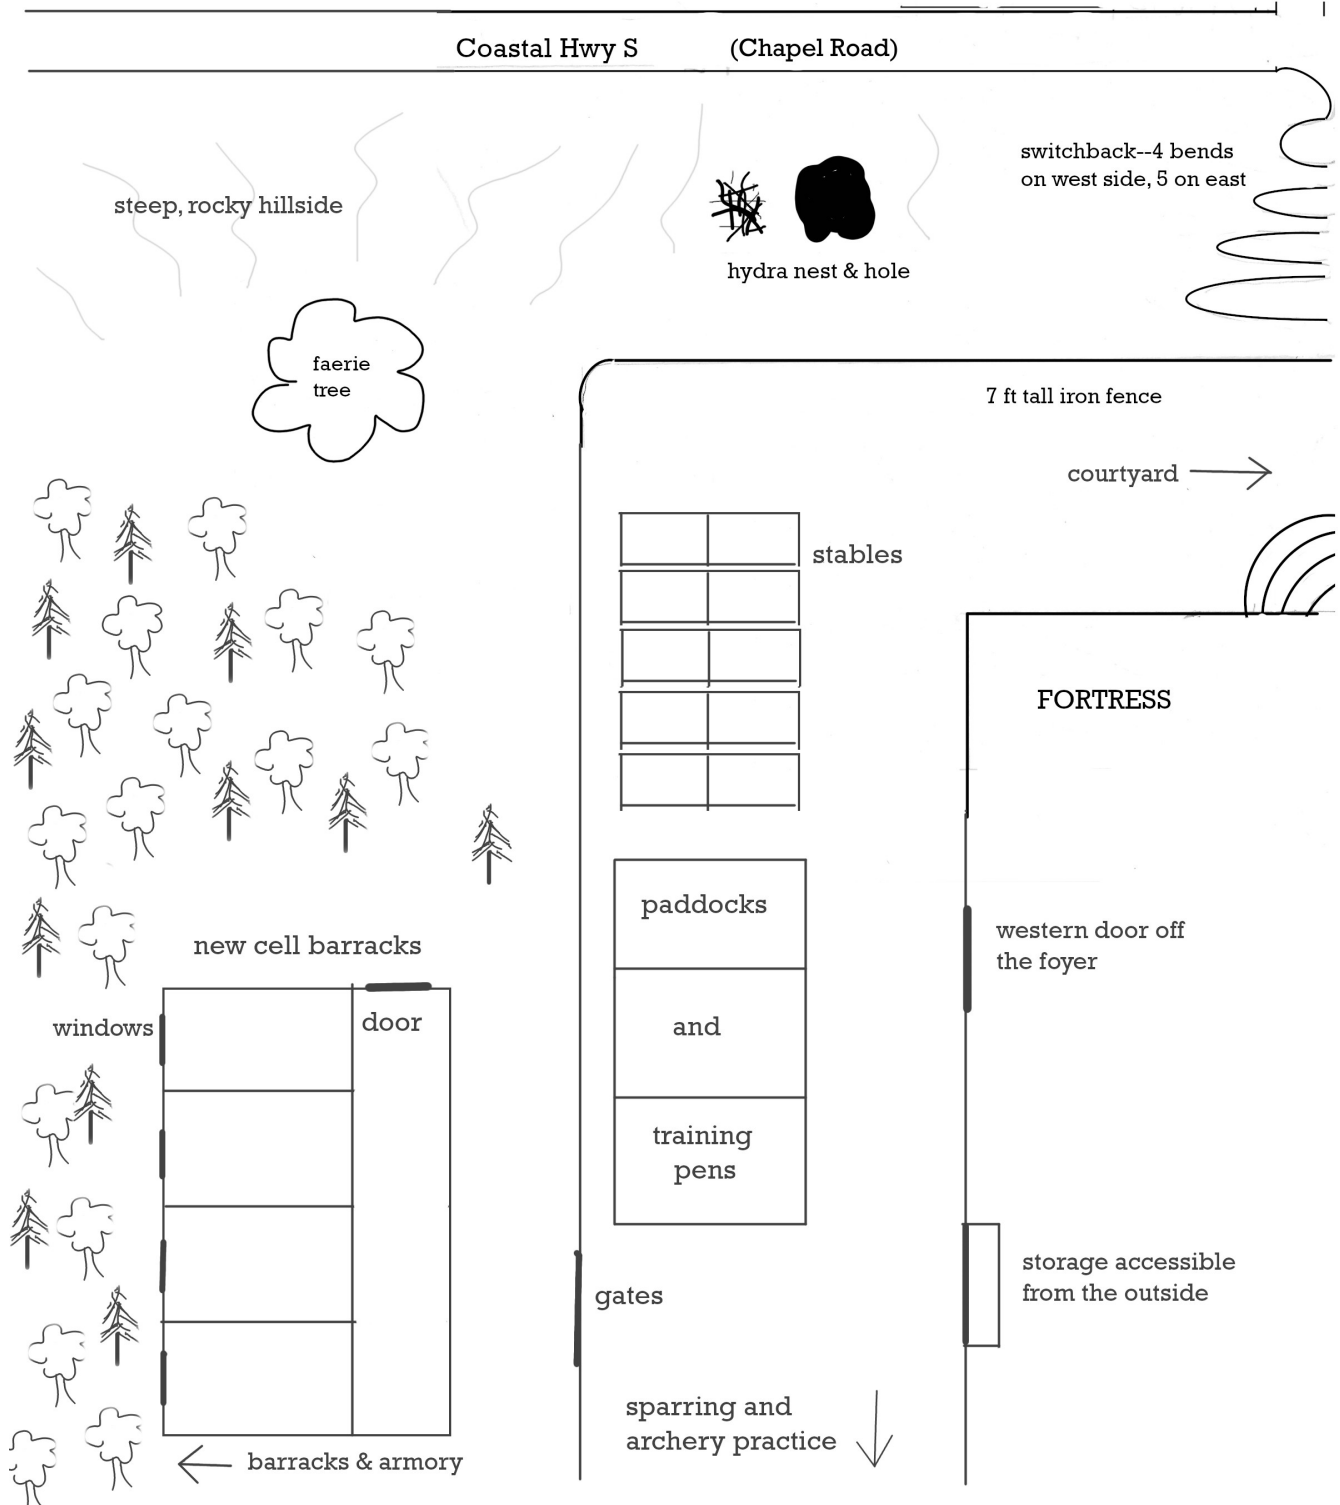 Coastal Hwy S (Chapel Road)
switchback--4 bends
on west side, 5 on east
steep, rocky hillside
hydra nest & hole
faerie
tree
7 ft tall iron fence
courtyard
stables
FORTRESS
paddocks
and
training
pens
western door off
the foyer
new cell barracks
windows
door
storage accessible
from the outside
gates
sparring and
archery practice
barracks & armory